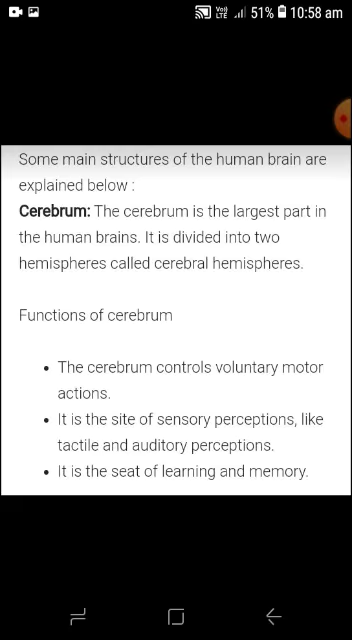 VoLTE 51% 10:58 am
Some main structures of the human brain are
explained below :
Cerebrum: The cerebrum is the largest part in
the human brains. It is divided into two
hemispheres called cerebral hemispheres.
Functions of cerebrum
• The cerebrum controls voluntary motor
actions.
• It is the site of sensory perceptions, like
tactile and auditory perceptions.
• It is the seat of learning and memory.